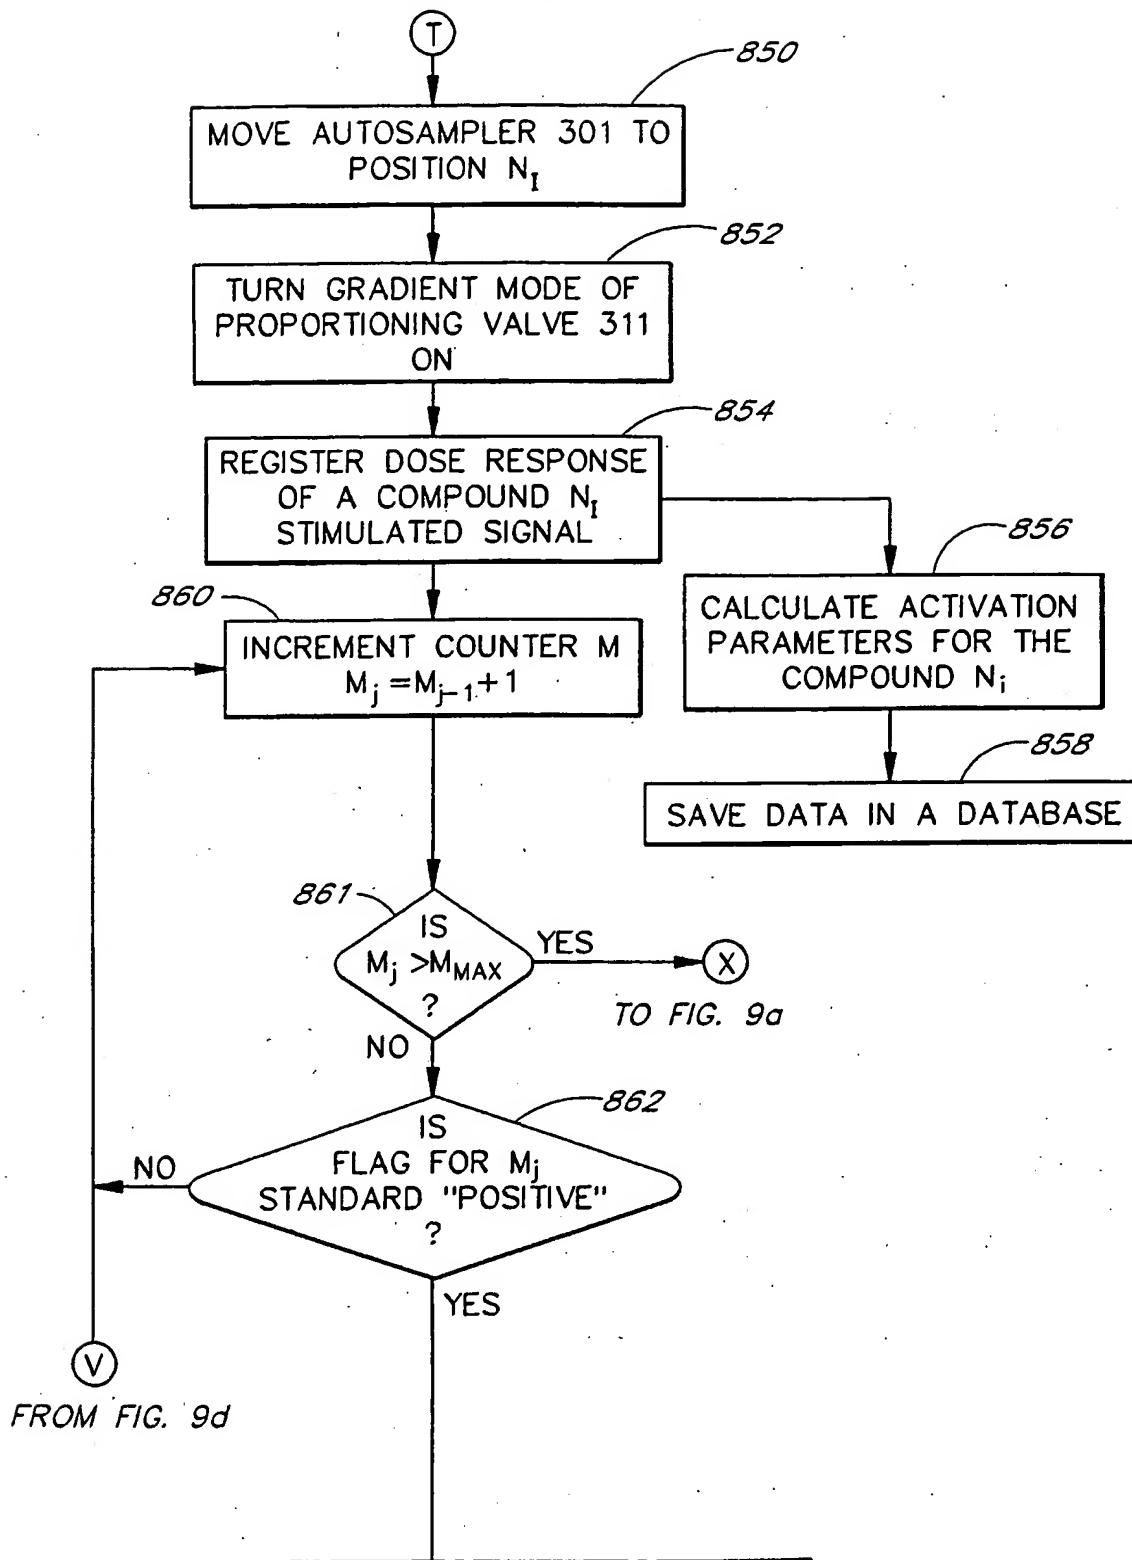 T
850
MOVE AUTOSAMPLER 301 TO
POSITION N_I
852
TURN GRADIENT MODE OF
PROPORTIONING VALVE 311
ON
854
REGISTER DOSE RESPONSE
OF A COMPOUND N_I
STIMULATED SIGNAL
856
CALCULATE ACTIVATION
PARAMETERS FOR THE
COMPOUND N_i
858
SAVE DATA IN A DATABASE
860
INCREMENT COUNTER M
M_j =M_j-1+1
861
IS
M_j >M_MAX
?
YES
X
TO FIG. 9a
NO
862
IS
FLAG FOR M_j
STANDARD "POSITIVE"
?
NO
YES
V
FROM FIG. 9d